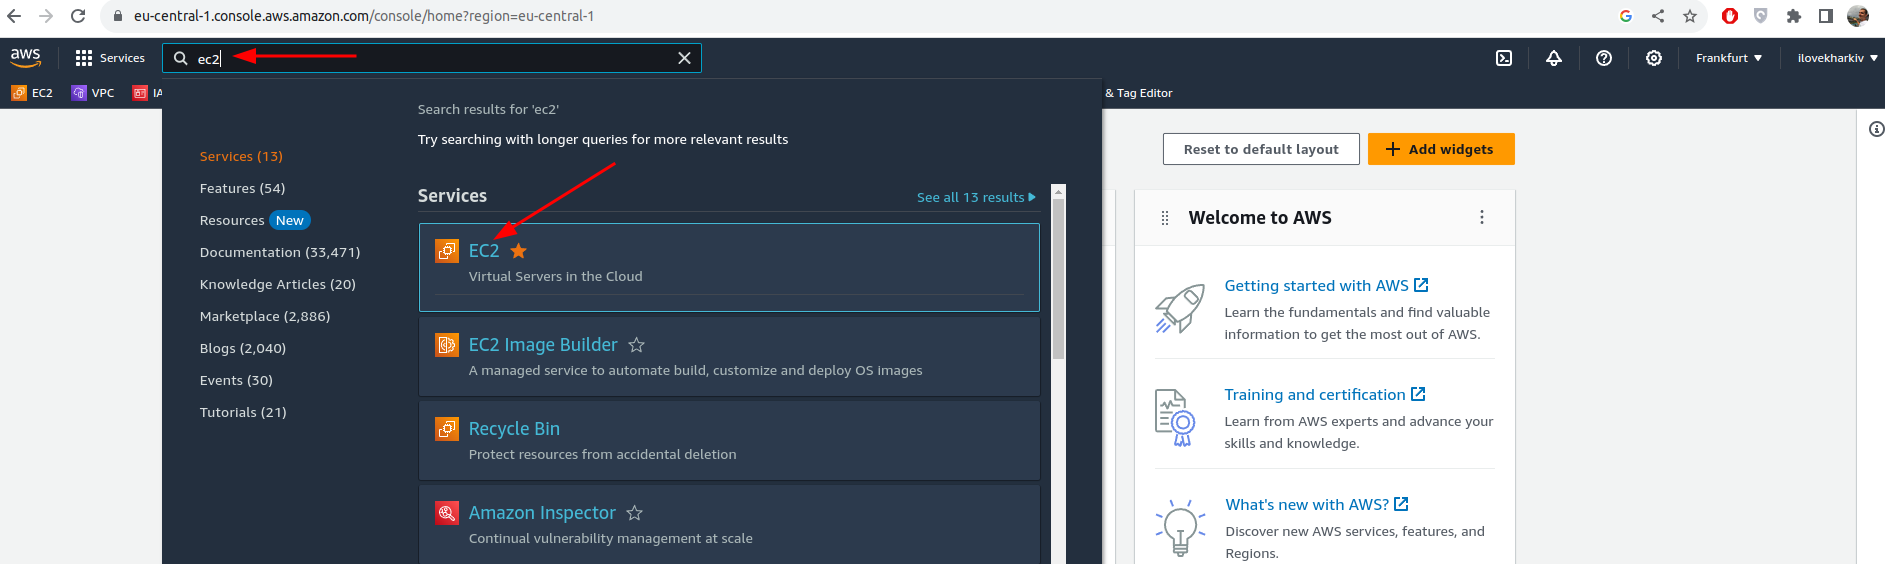 eu-central-1.console.aws.amazon.com/console/home?region=eu-central-1
aws
Services
ec2
Frankfurt
ilovekharkiv
EC2
VPC
IA
& Tag Editor
Search results for 'ec2'
Try searching with longer queries for more relevant results
Services (13)
Features (54)
Resources New
Documentation (33,471)
Knowledge Articles (20)
Marketplace (2,886)
Blogs (2,040)
Events (30)
Tutorials (21)
Services
See all 13 results
EC2
Virtual Servers in the Cloud
EC2 Image Builder
A managed service to automate build, customize and deploy OS images
Recycle Bin
Protect resources from accidental deletion
Amazon Inspector
Continual vulnerability management at scale
Reset to default layout
Add widgets
Welcome to AWS
Getting started with AWS
Learn the fundamentals and find valuable
information to get the most out of AWS.
Training and certification
Learn from AWS experts and advance your
skills and knowledge.
What's new with AWS?
Discover new AWS services, features, and
Regions.